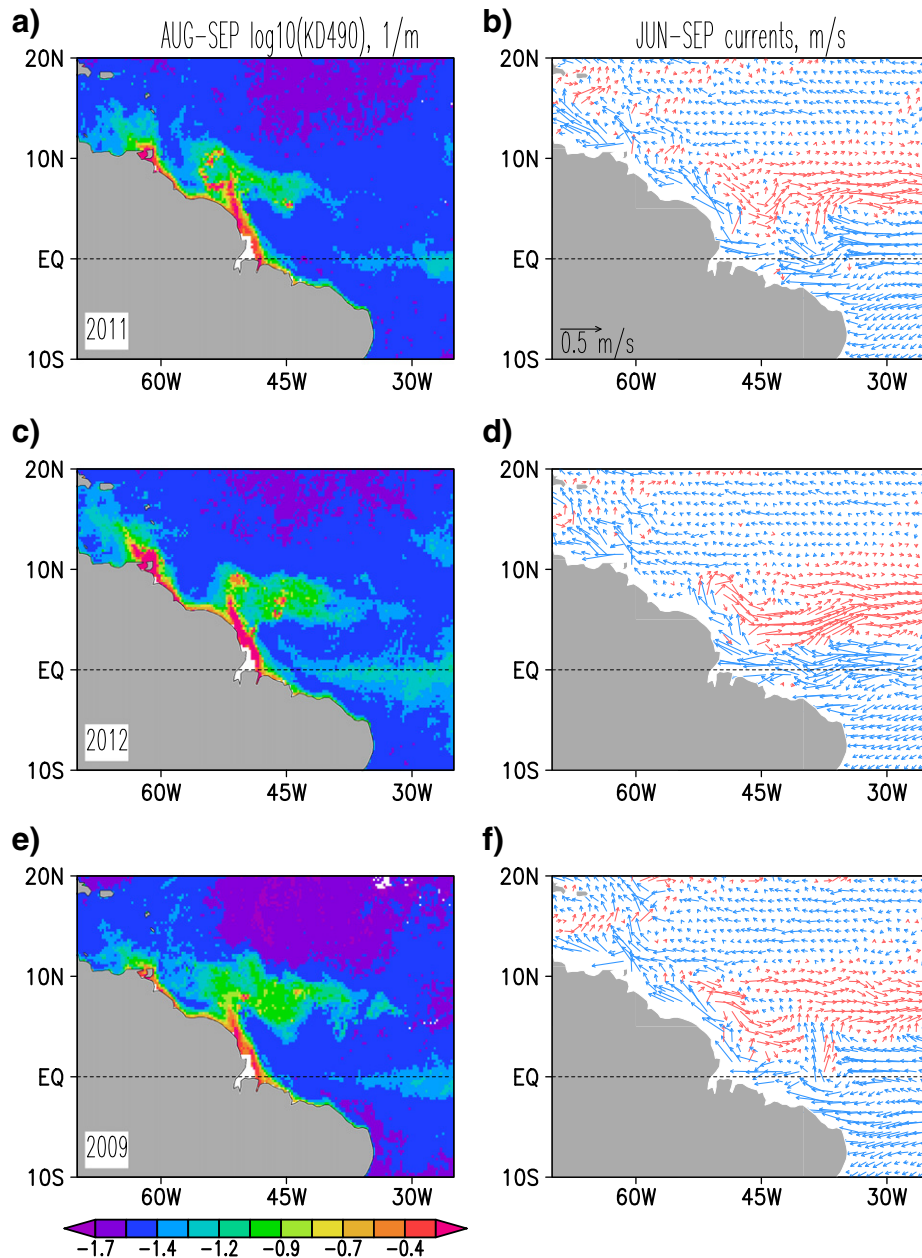 a)
AUG-SEP log10(KD490), 1/m
b)
JUN-SEP currents, m/s
20N
10N
EQ
10S
2011
60W 45W 30W
20N
10N
EQ
10S
0.5 m/s
60W 45W 30W
c)
d)
20N
10N
EQ
10S
2012
60W 45W 30W
20N
10N
EQ
10S
60W 45W 30W
e)
f)
20N
10N
EQ
10S
2009
60W 45W 30W
20N
10N
EQ
10S
60W 45W 30W
-1.7 -1.4 -1.2 -0.9 -0.7 -0.4